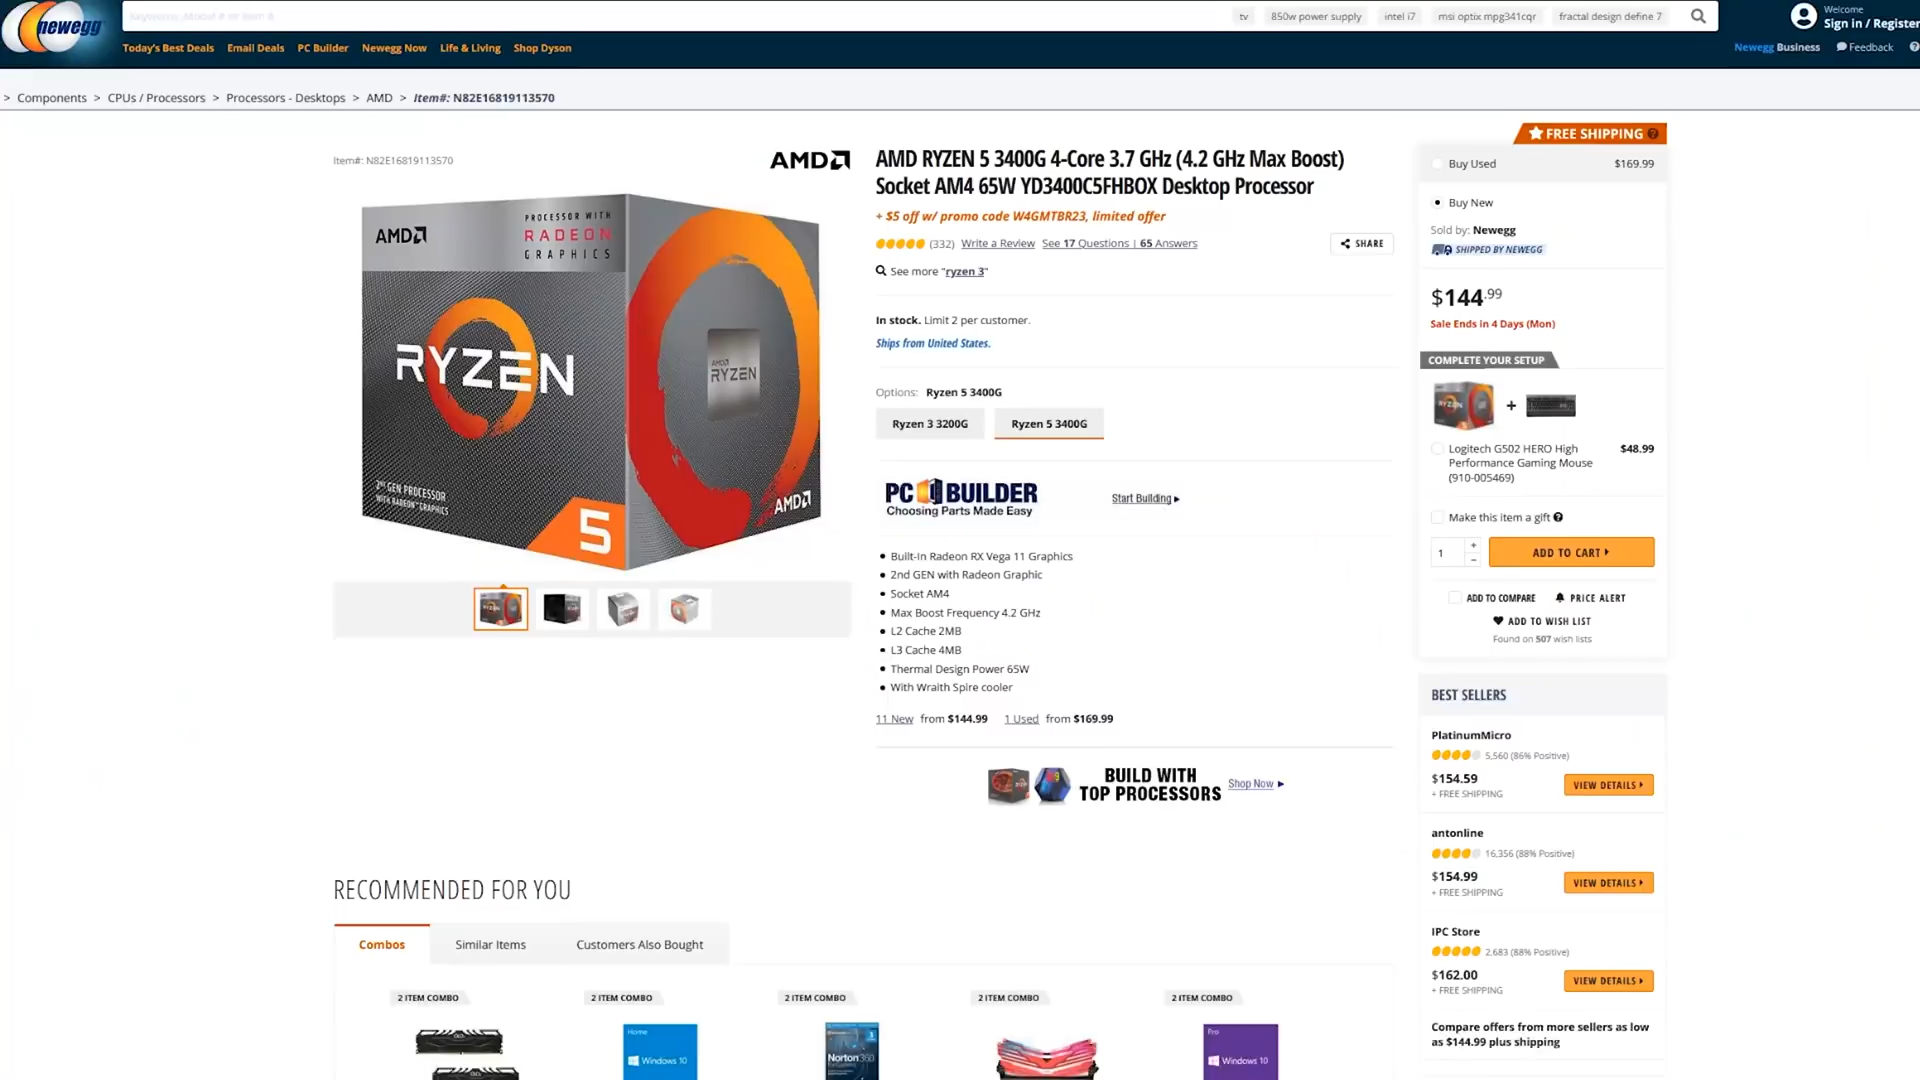 newegg
tv
850w power supply
intel i7
msi optix mpg341cqr
fractal design define 7
Welcome
Sign in / Register
Today's Best Deals
Email Deals
PC Builder
Newegg Now
Life & Living
Shop Dyson
Newegg Business
Feedback
> Components > CPUs / Processors > Processors - Desktops > AMD > Item#: N82E16819113570
Item#: N82E16819113570
AMD
AMD
PROCESSOR WITH
RADEON
GRAPHICS
RYZEN
2ND GEN PROCESSOR
WITH RADEON™ GRAPHICS
5
AMD
RYZEN
AMD
AMD RYZEN 5 3400G 4-Core 3.7 GHz (4.2 GHz Max Boost)
Socket AM4 65W YD3400C5FHBOX Desktop Processor
+ $5 off w/ promo code W4GMTBR23, limited offer
(332) Write a Review See 17 Questions | 65 Answers
SHARE
See more "ryzen 3"
In stock. Limit 2 per customer.
Ships from United States.
Options: Ryzen 5 3400G
Ryzen 3 3200G
Ryzen 5 3400G
PC BUILDER
Choosing Parts Made Easy
Start Building
Built-In Radeon RX Vega 11 Graphics
2nd GEN with Radeon Graphic
Socket AM4
Max Boost Frequency 4.2 GHz
L2 Cache 2MB
L3 Cache 4MB
Thermal Design Power 65W
With Wraith Spire cooler
11 New from $144.99 1 Used from $169.99
BUILD WITH
TOP PROCESSORS
Shop Now
FREE SHIPPING
Buy Used $169.99
Buy New
Sold by: Newegg
SHIPPED BY NEWEGG
$144.99
Sale Ends in 4 Days (Mon)
COMPLETE YOUR SETUP
+
Logitech G502 HERO High
Performance Gaming Mouse
(910-005469)
$48.99
Make this item a gift
1
+
−
ADD TO CART
ADD TO COMPARE
PRICE ALERT
ADD TO WISH LIST
Found on 507 wish lists
BEST SELLERS
PlatinumMicro
5,560 (86% Positive)
$154.59
+ FREE SHIPPING
VIEW DETAILS
antonline
16,356 (88% Positive)
$154.99
+ FREE SHIPPING
VIEW DETAILS
IPC Store
2,683 (88% Positive)
$162.00
+ FREE SHIPPING
VIEW DETAILS
Compare offers from more sellers as low
as $144.99 plus shipping
RECOMMENDED FOR YOU
Combos
Similar Items
Customers Also Bought
2 ITEM COMBO
2 ITEM COMBO
2 ITEM COMBO
2 ITEM COMBO
2 ITEM COMBO
Home
Windows 10
Norton 360
Pro
Windows 10